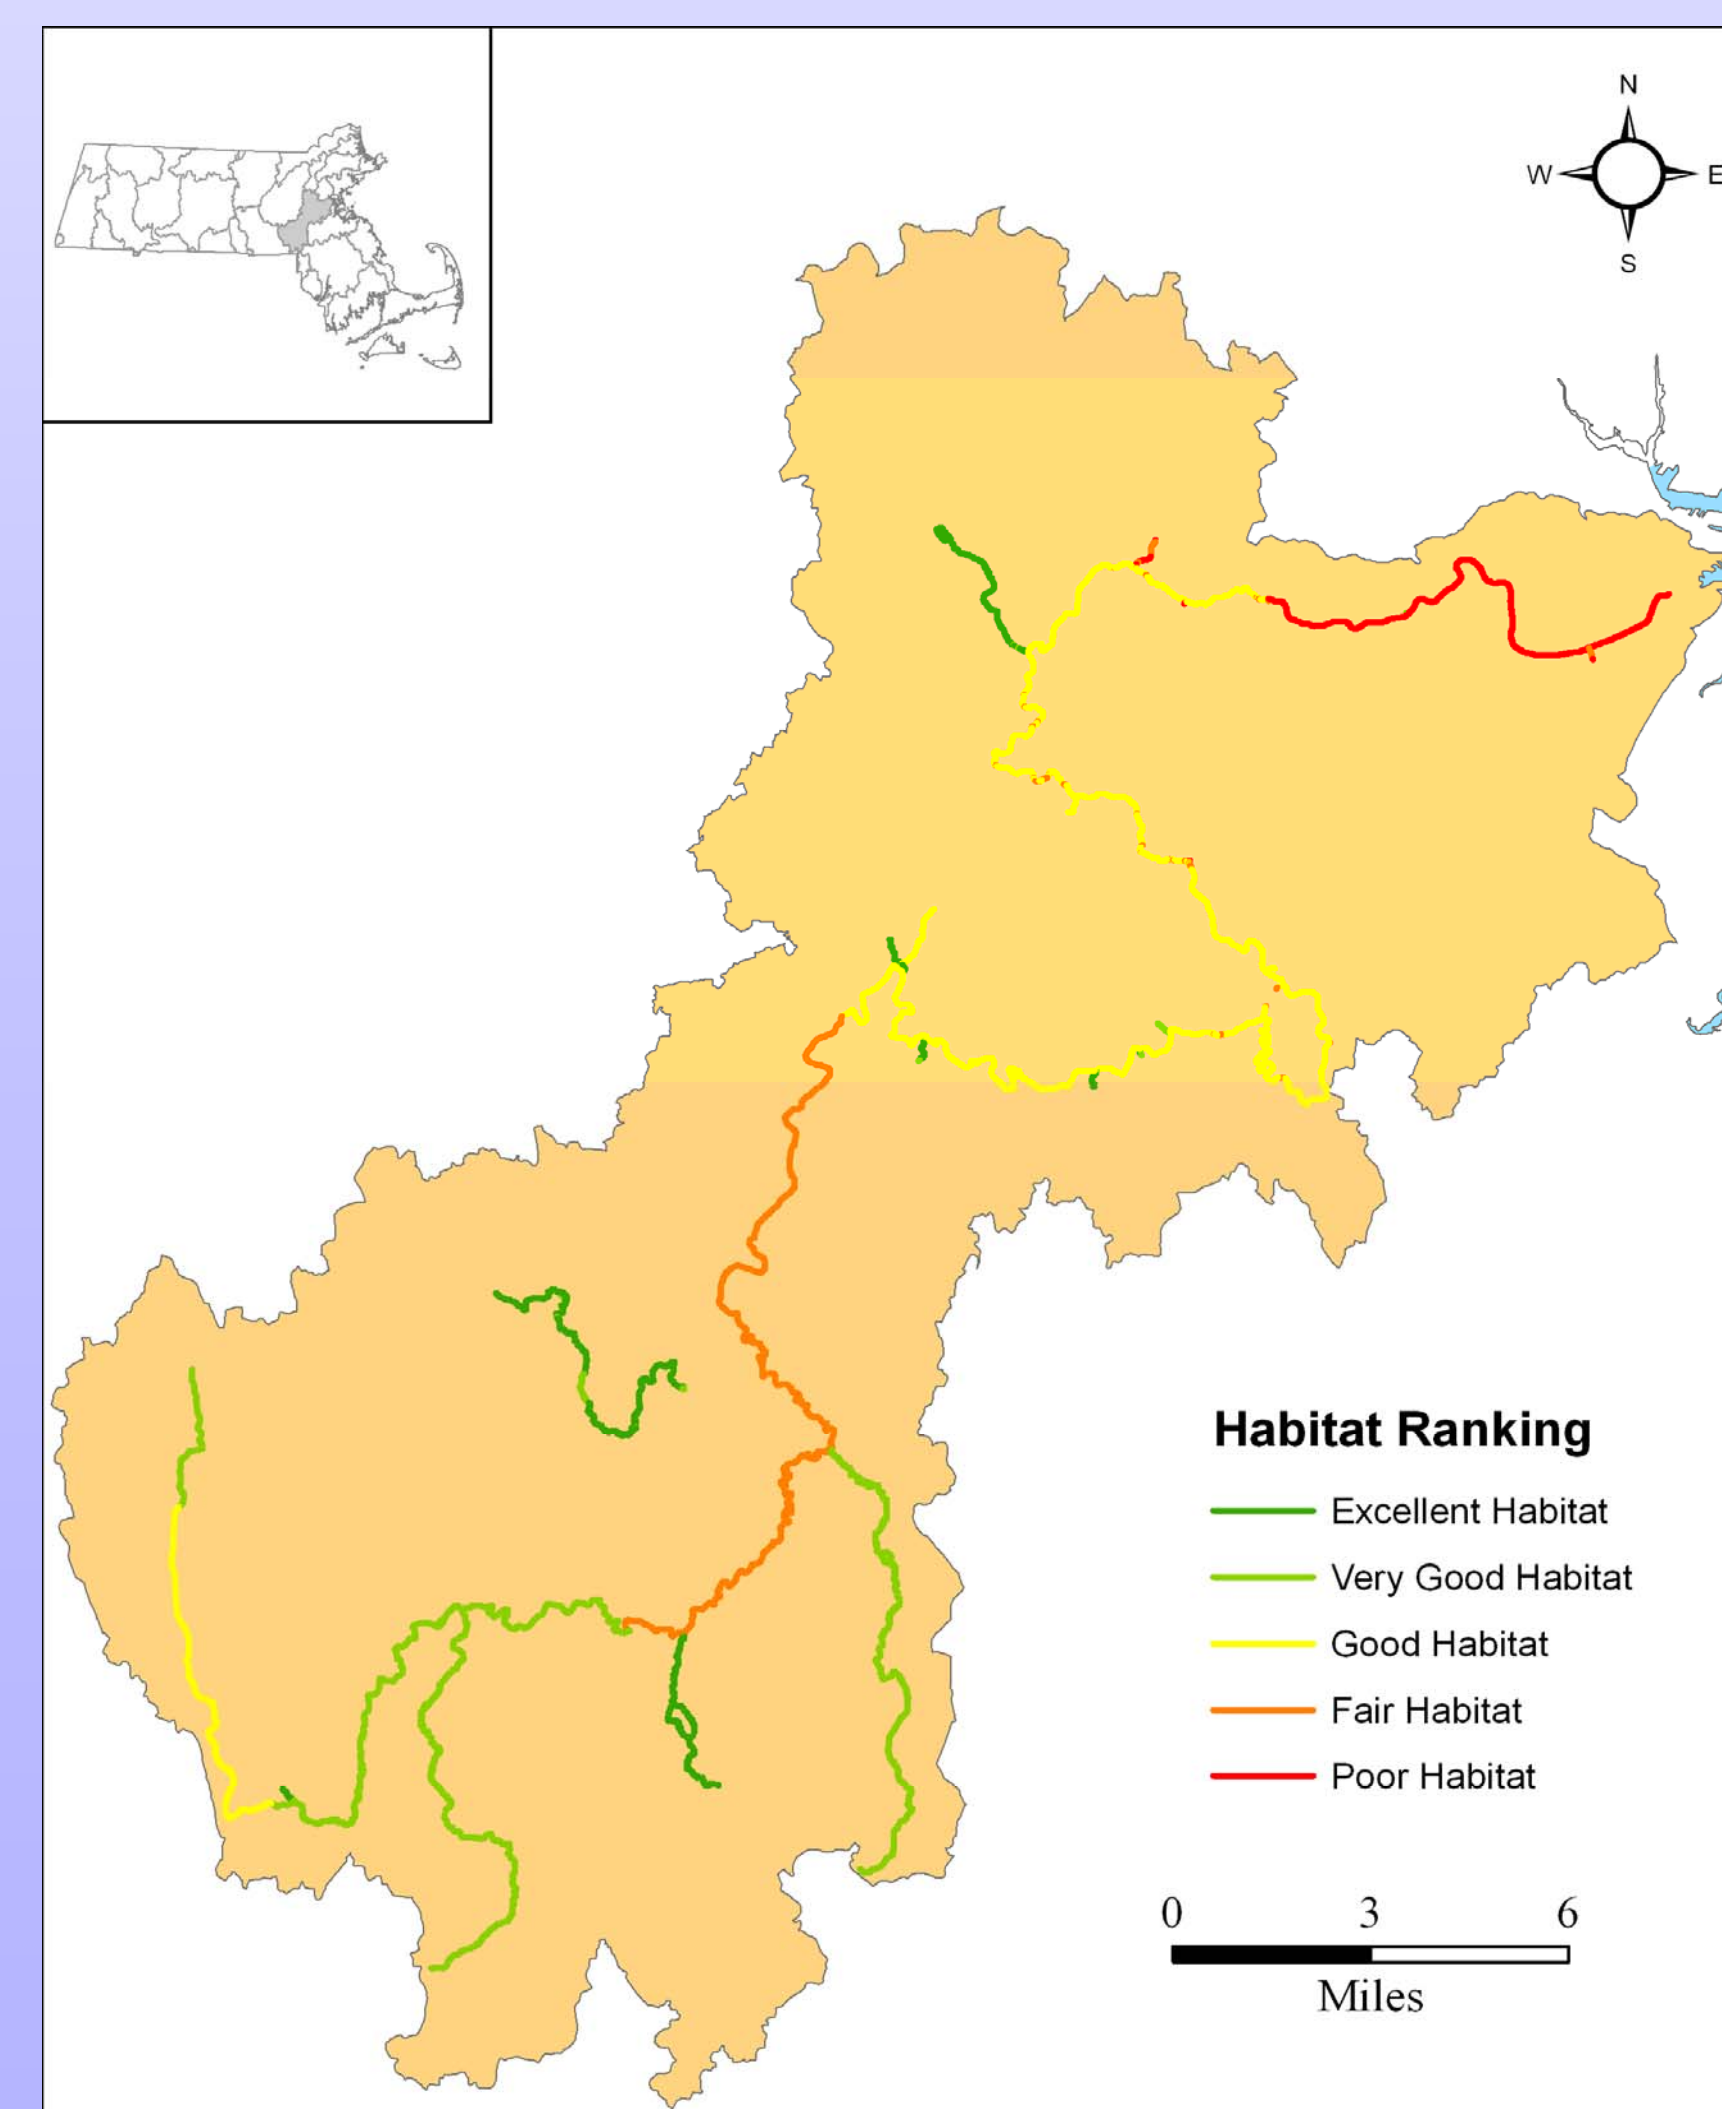 N
W E
S
Habitat Ranking
Excellent Habitat
Very Good Habitat
Good Habitat
Fair Habitat
Poor Habitat
0 3 6
Miles